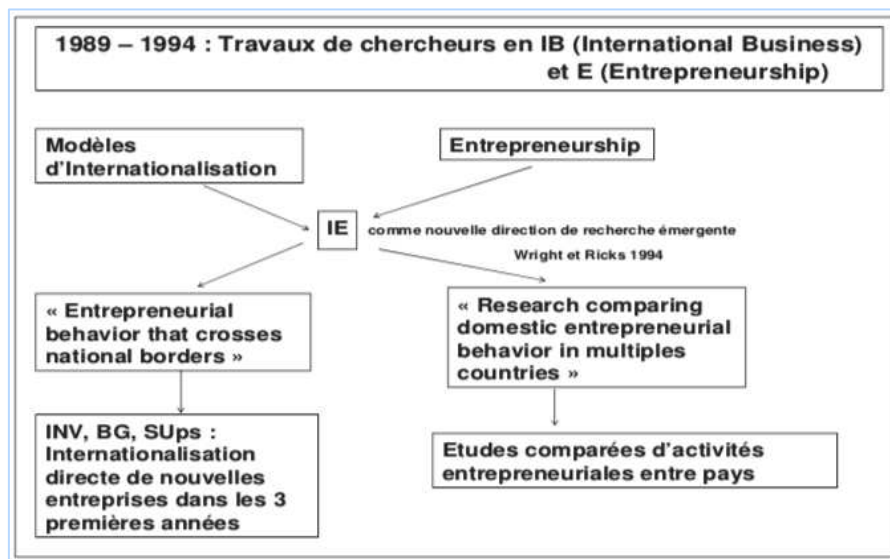 1989 – 1994 : Travaux de chercheurs en IB (International Business)
et E (Entrepreneurship)
Modèles
d'Internationalisation
Entrepreneurship
IE
comme nouvelle direction de recherche émergente
Wright et Ricks 1994
« Entrepreneurial
behavior that crosses
national borders »
« Research comparing
domestic entrepreneurial
behavior in multiples
countries »
INV, BG, SUps :
Internationalisation
directe de nouvelles
entreprises dans les 3
premières années
Etudes comparées d'activités
entrepreneuriales entre pays